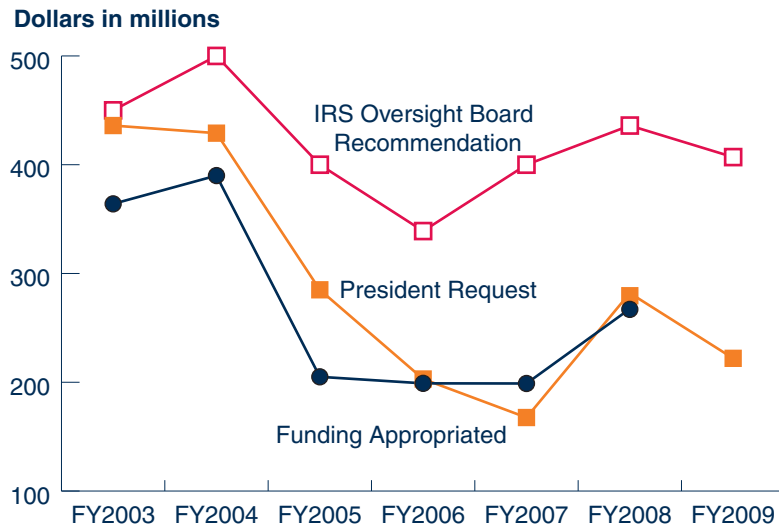 Dollars in millions
500
IRS Oversight Board
Recommendation
400
300
President Request
200
Funding Appropriated
100
FY2003 FY2004 FY2005 FY2006 FY2007 FY2008 FY2009